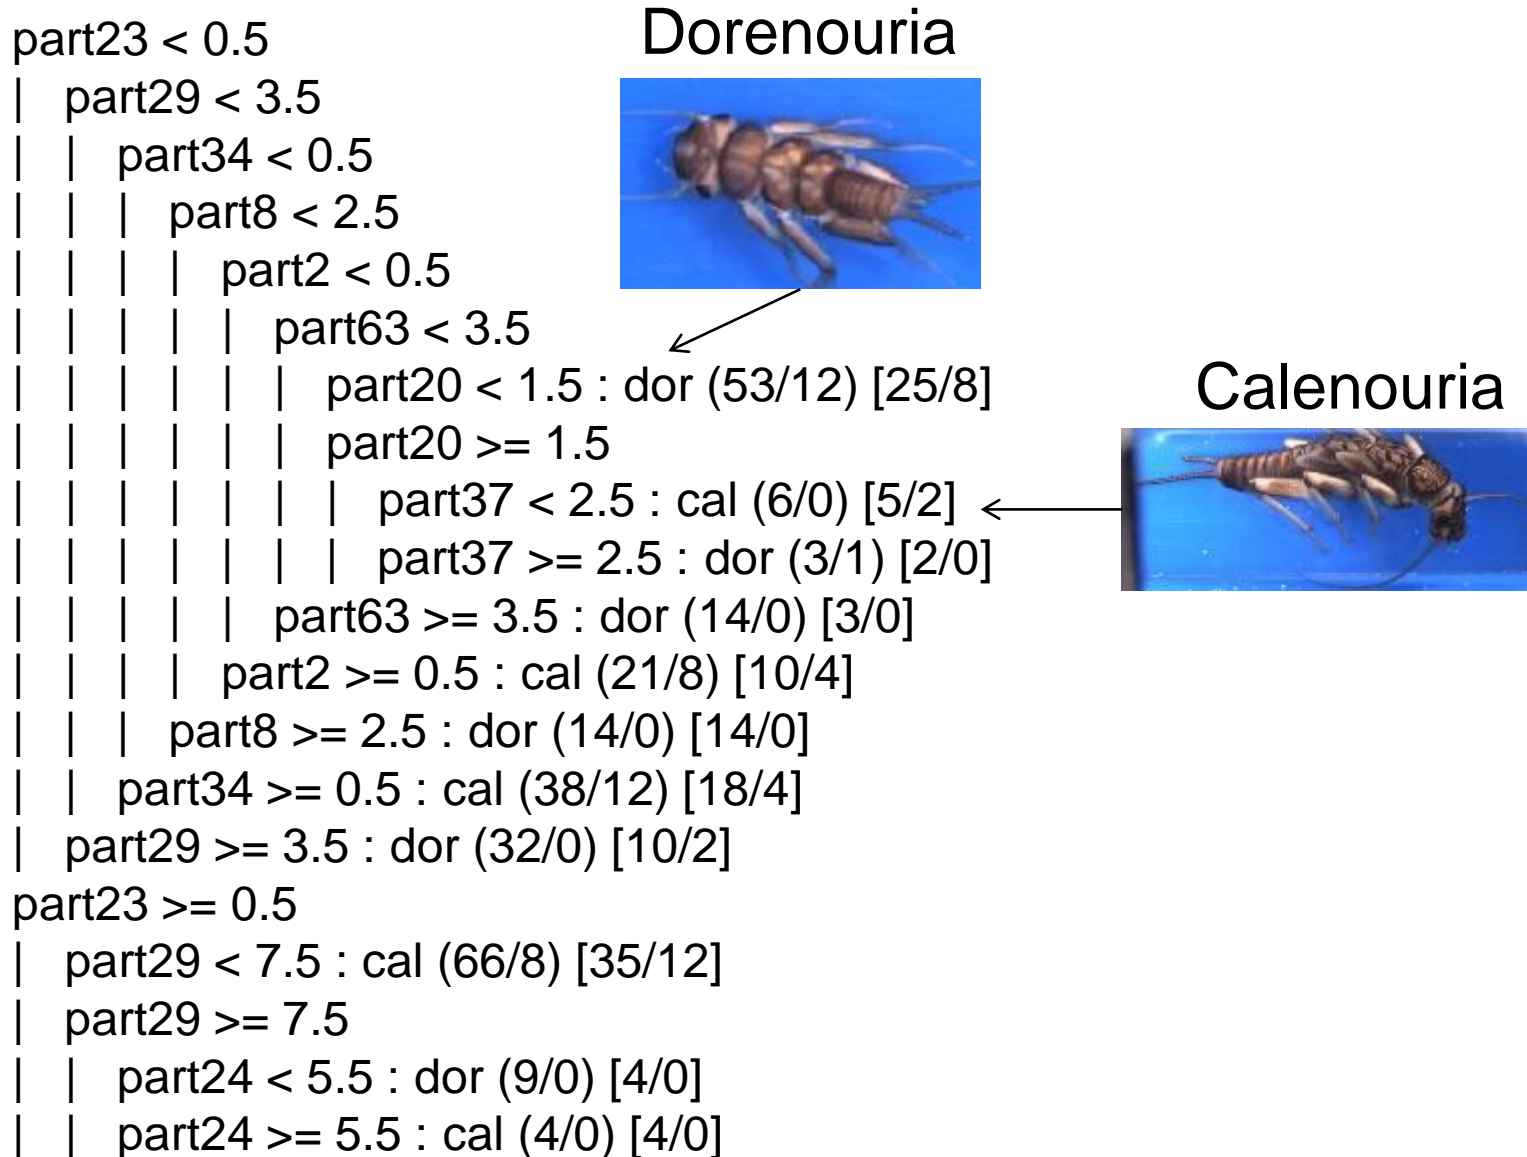 Dorenouria
part23 < 0.5
| part29 < 3.5
| | part34 < 0.5
| | | part8 < 2.5
| | | | part2 < 0.5
| | | | | part63 < 3.5
| | | | | | part20 < 1.5 : dor (53/12) [25/8]
Calenouria
| | | | | | part20 >= 1.5
| | | | | | | part37 < 2.5 : cal (6/0) [5/2]
| | | | | | | part37 >= 2.5 : dor (3/1) [2/0]
| | | | | part63 >= 3.5 : dor (14/0) [3/0]
| | | | part2 >= 0.5 : cal (21/8) [10/4]
| | | part8 >= 2.5 : dor (14/0) [14/0]
| | part34 >= 0.5 : cal (38/12) [18/4]
| part29 >= 3.5 : dor (32/0) [10/2]
part23 >= 0.5
| part29 < 7.5 : cal (66/8) [35/12]
| part29 >= 7.5
| | part24 < 5.5 : dor (9/0) [4/0]
| | part24 >= 5.5 : cal (4/0) [4/0]